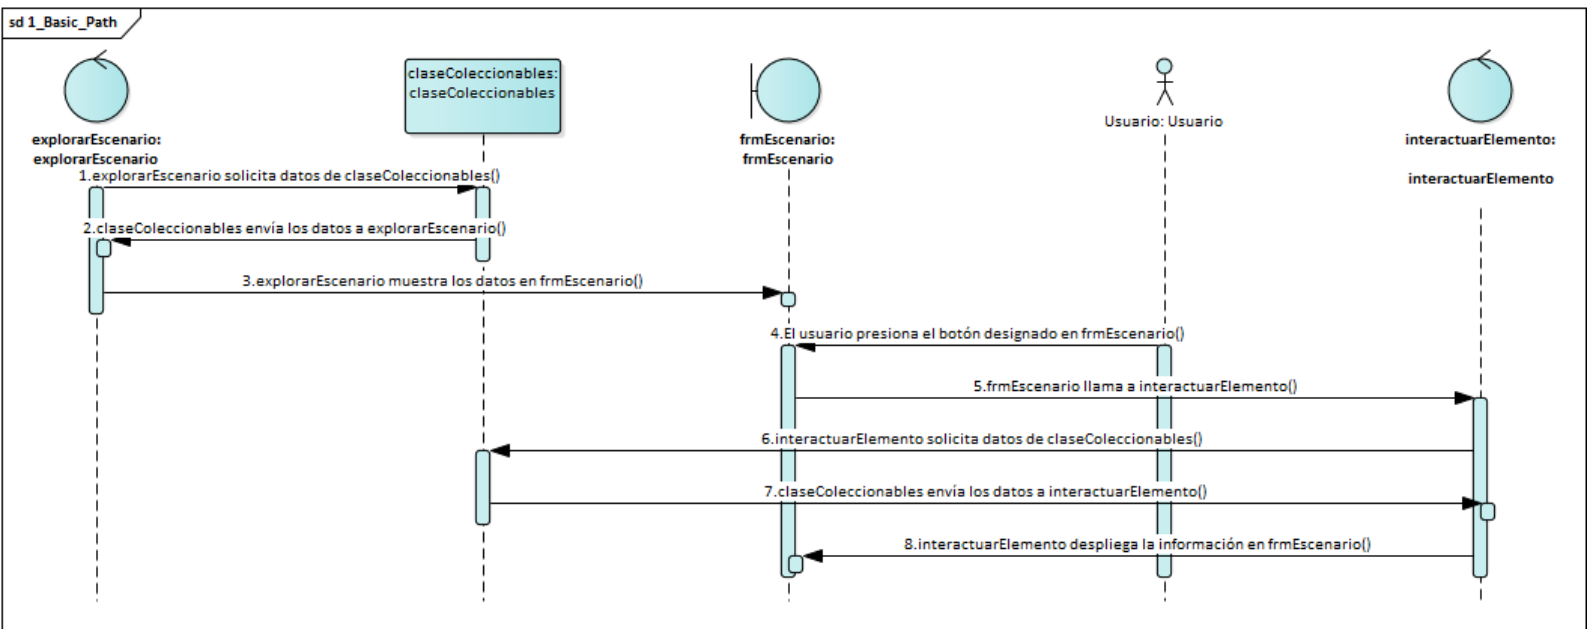 sd 1_Basic_Path
explorarEscenario:
explorarEscenario
claseColeccionables:
claseColeccionables
frmEscenario:
frmEscenario
Usuario: Usuario
interactuarElemento:
interactuarElemento
1.explorarEscenario solicita datos de claseColeccionables()
2.claseColeccionables envía los datos a explorarEscenario()
3.explorarEscenario muestra los datos en frmEscenario()
4.El usuario presiona el botón designado en frmEscenario()
5.frmEscenario llama a interactuarElemento()
6.interactuarElemento solicita datos de claseColeccionables()
7.claseColeccionables envía los datos a interactuarElemento()
8.interactuarElemento despliega la información en frmEscenario()